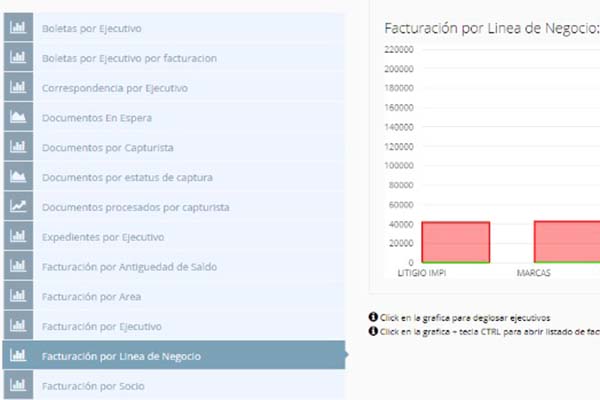 Boletas por Ejecutivo
Boletas por Ejecutivo por facturacion
Correspondencia por Ejecutivo
Documentos En Espera
Documentos por Capturista
Documentos por estatus de captura
Documentos procesados por capturista
Expedientes por Ejecutivo
Facturación por Antiguedad de Saldo
Facturación por Area
Facturación por Ejecutivo
Facturación por Linea de Negocio
Facturación por Socio
Facturación por Linea de Negocio:
220000
200000
180000
160000
140000
120000
100000
80000
60000
40000
20000
0
LITIGIO IMPI
MARCAS
Click en la grafica para deglosar ejecutivos
Click en la grafica + tecla CTRL para abrir listado de fact